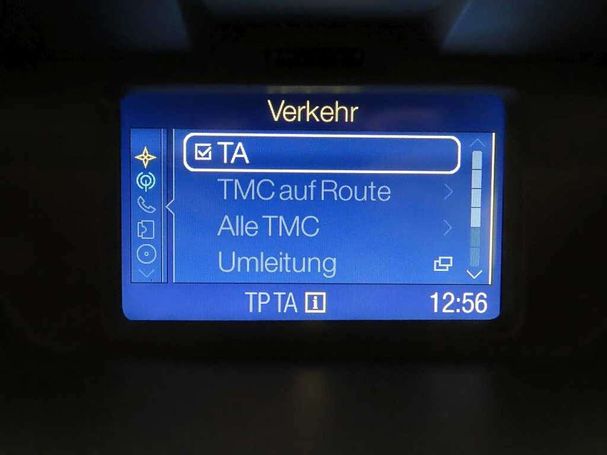 Verkehr
TA
TMC auf Route
Alle TMC
Umleitung
TP TA i 12:56